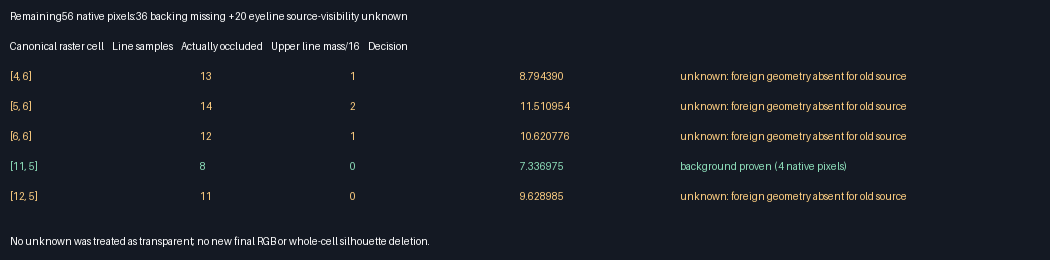 Remaining56 native pixels:36 backing missing +20 eyeline source-visibility unknown
Canonical raster cell Line samples Actually occluded Upper line mass/16 Decision
[4, 6] 13 1 8.794390 unknown: foreign geometry absent for old source
[5, 6] 14 2 11.510954 unknown: foreign geometry absent for old source
[6, 6] 12 1 10.620776 unknown: foreign geometry absent for old source
[11, 5] 8 0 7.336975 background proven (4 native pixels)
[12, 5] 11 0 9.628985 unknown: foreign geometry absent for old source
No unknown was treated as transparent; no new final RGB or whole-cell silhouette deletion.